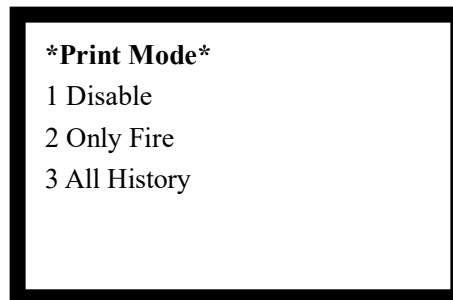 *Print Mode*
1 Disable
2 Only Fire
3 All History